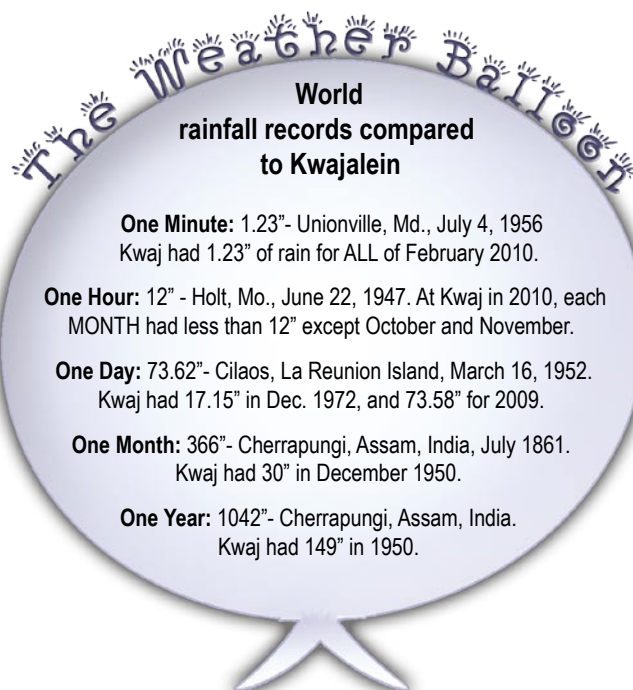 The Weather Balloon
World
rainfall records compared
to Kwajalein
One Minute: 1.23”- Unionville, Md., July 4, 1956
Kwaj had 1.23” of rain for ALL of February 2010.
One Hour: 12” - Holt, Mo., June 22, 1947. At Kwaj in 2010, each
MONTH had less than 12” except October and November.
One Day: 73.62”- Cilaos, La Reunion Island, March 16, 1952.
Kwaj had 17.15” in Dec. 1972, and 73.58” for 2009.
One Month: 366”- Cherrapungi, Assam, India, July 1861.
Kwaj had 30” in December 1950.
One Year: 1042”- Cherrapungi, Assam, India.
Kwaj had 149” in 1950.